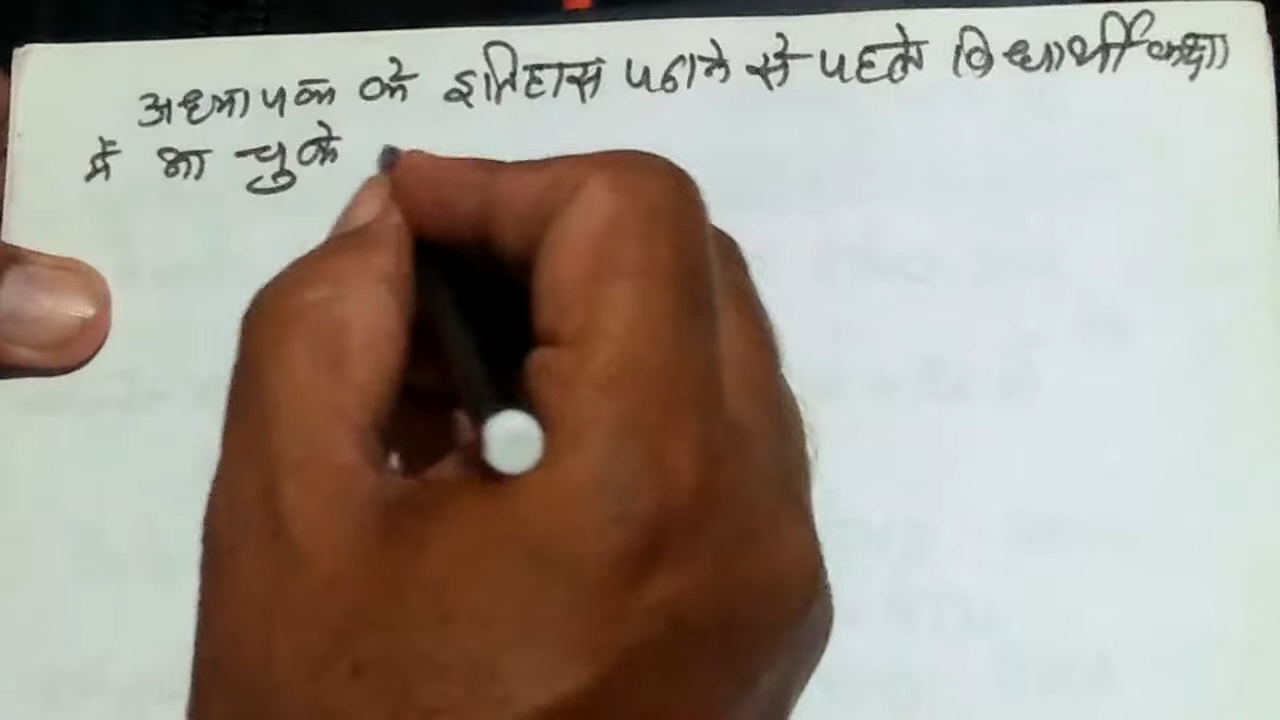 अध्यापक के इतिहास पढाने से पहले विधार्थी कक्षा
में आ चुके